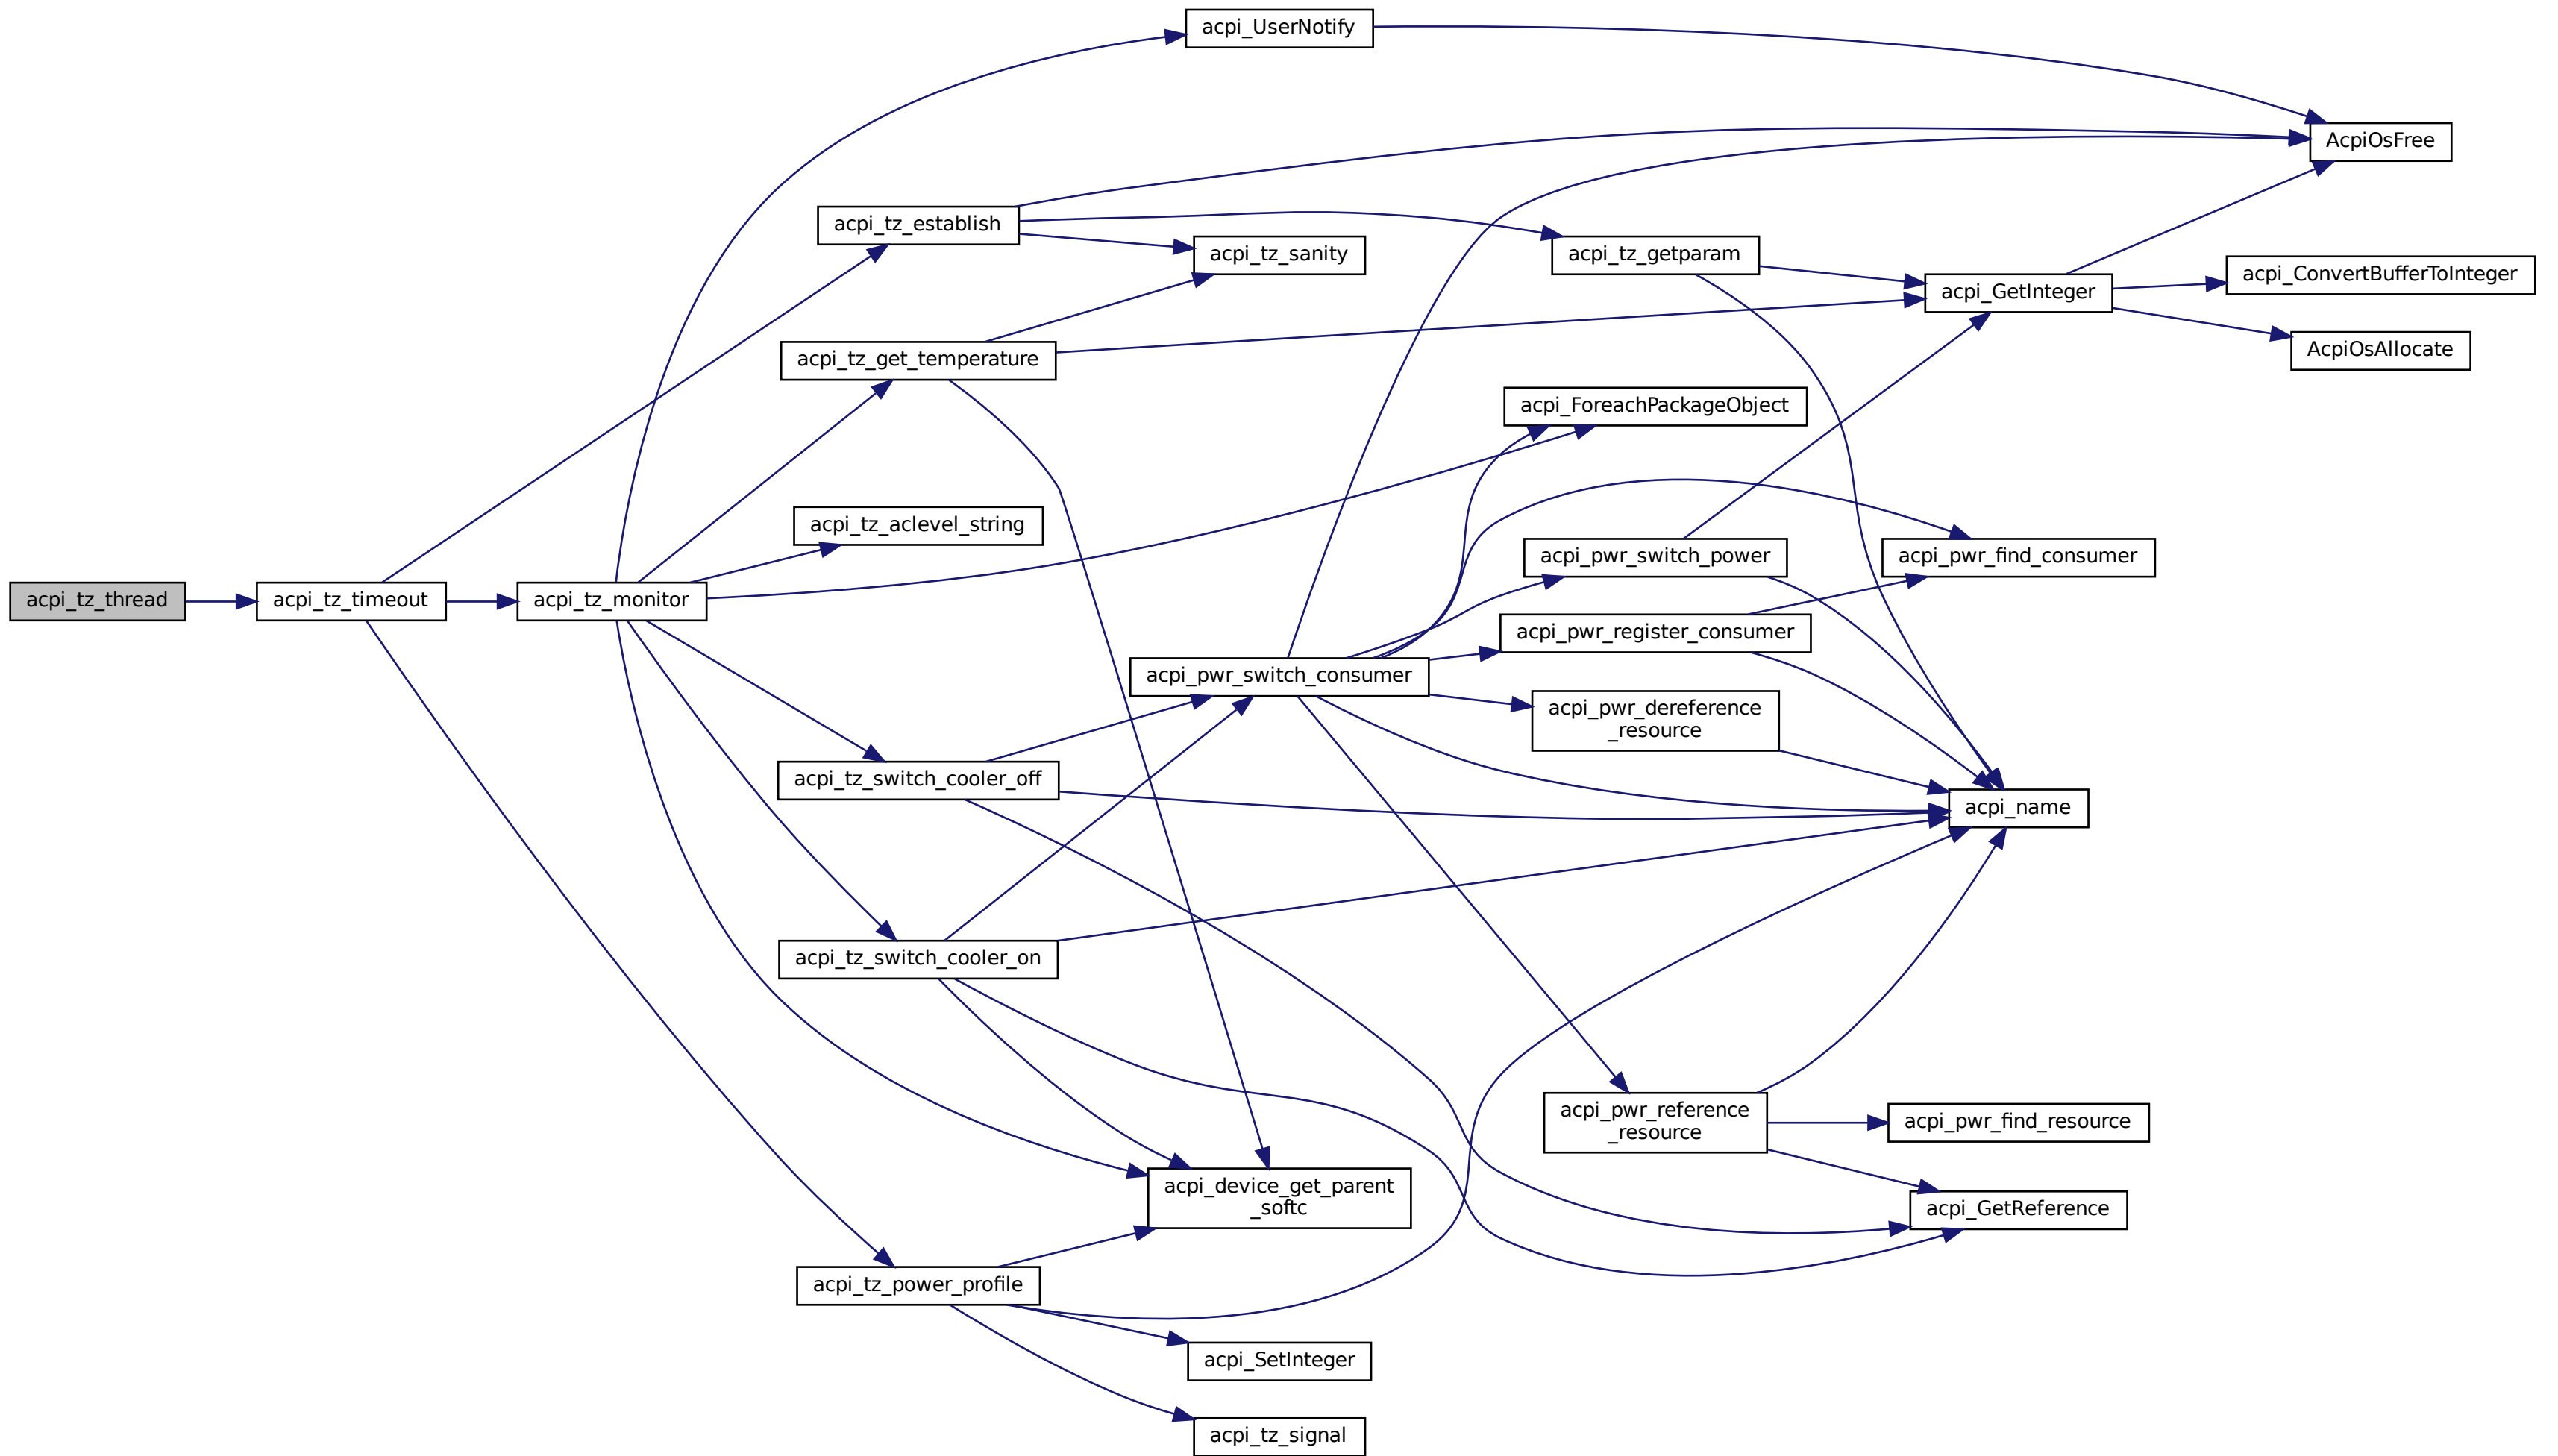 acpi_UserNotify
AcpiOsFree
acpi_tz_establish
acpi_tz_sanity
acpi_tz_getparam
acpi_ConvertBufferToInteger
acpi_GetInteger
AcpiOsAllocate
acpi_tz_get_temperature
acpi_ForeachPackageObject
acpi_tz_aclevel_string
acpi_pwr_switch_power
acpi_pwr_find_consumer
acpi_tz_thread
acpi_tz_timeout
acpi_tz_monitor
acpi_pwr_register_consumer
acpi_pwr_switch_consumer
acpi_pwr_dereference
_resource
acpi_tz_switch_cooler_off
acpi_name
acpi_tz_switch_cooler_on
acpi_pwr_reference
_resource
acpi_pwr_find_resource
acpi_device_get_parent
_softc
acpi_GetReference
acpi_tz_power_profile
acpi_SetInteger
acpi_tz_signal